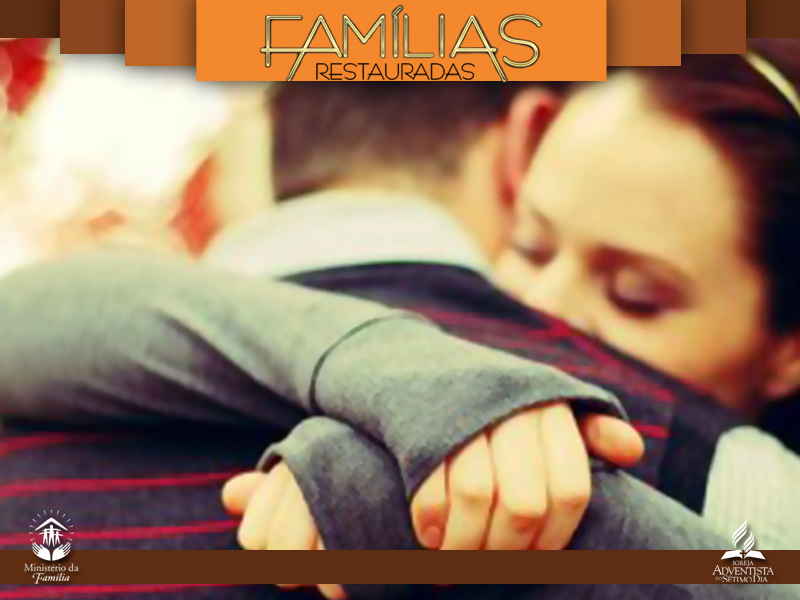 FAMÍLIAS
RESTAURADAS
Ministério da
Família
IGREJA
ADVENTISTA
DO SÉTIMO DIA